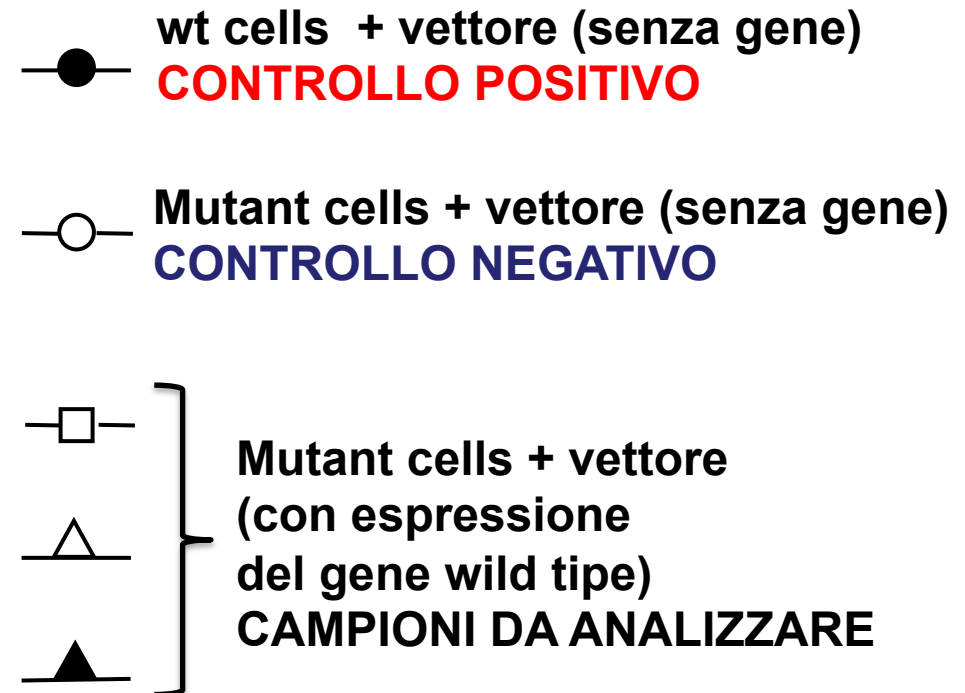 wt cells + vettore (senza gene)
CONTROLLO POSITIVO
Mutant cells + vettore (senza gene)
CONTROLLO NEGATIVO
Mutant cells + vettore
(con espressione
del gene wild tipe)
CAMPIONI DA ANALIZZARE